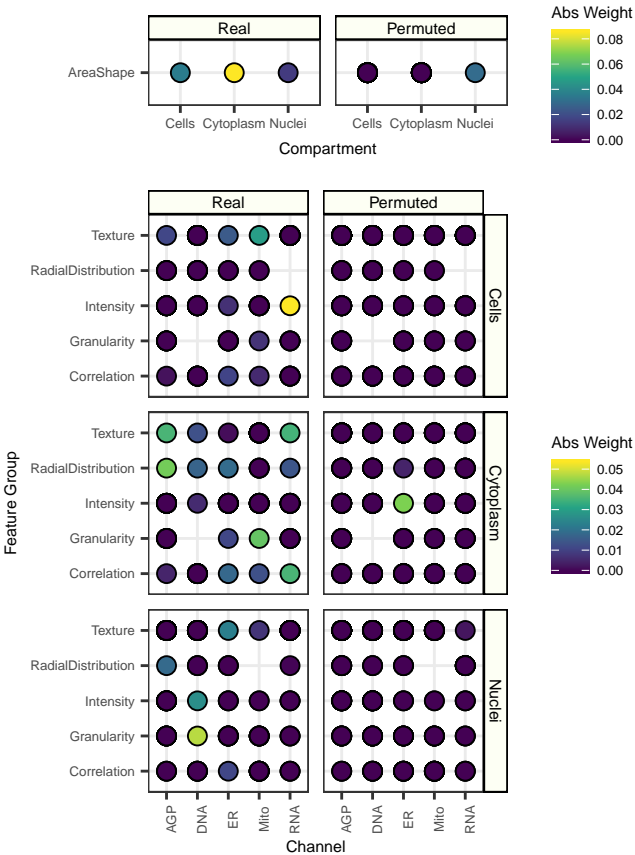 Real Permuted
AreaShape
Cells Cytoplasm Nuclei Cells Cytoplasm Nuclei
Compartment
Abs Weight
0.08
0.06
0.04
0.02
0.00
Real Permuted
Feature Group
Texture
RadialDistribution
Intensity
Granularity
Correlation
Cells
Texture
RadialDistribution
Intensity
Granularity
Correlation
Cytoplasm
Texture
RadialDistribution
Intensity
Granularity
Correlation
Nuclei
AGP DNA ER Mito RNA AGP DNA ER Mito RNA
Channel
Abs Weight
0.05
0.04
0.03
0.02
0.01
0.00